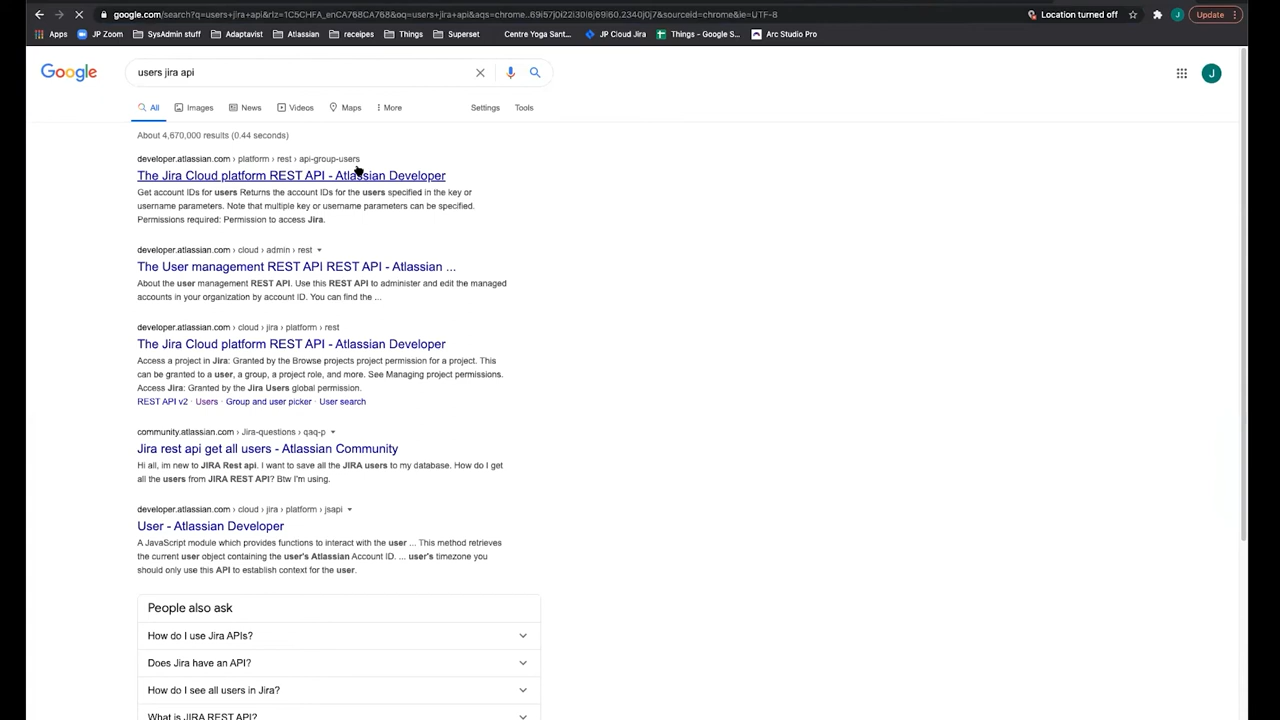 google.com/search?q=users+jira+api&rlz=1C5CHFA_enCA768CA768&oq=users+jira+api&aqs=chrome..69i57j0i22i30l6j69i60.2340j0j7&sourceid=chrome&ie=UTF-8
Location turned off
J
Update
Apps
JP Zoom
SysAdmin stuff
Adaptavist
Atlassian
receipes
Things
Superset
Centre Yoga Sant...
JP Cloud Jira
Things - Google S...
Arc Studio Pro
Google
users jira api
J
All
Images
News
Videos
Maps
More
Settings
Tools
About 4,670,000 results (0.44 seconds)
developer.atlassian.com › platform › rest › api-group-users
The Jira Cloud platform REST API - Atlassian Developer
Get account IDs for users Returns the account IDs for the users specified in the key or
username parameters. Note that multiple key or username parameters can be specified.
Permissions required: Permission to access Jira.
developer.atlassian.com › cloud › admin › rest
The User management REST API REST API - Atlassian ...
About the user management REST API. Use this REST API to administer and edit the managed
accounts in your organization by account ID. You can find the ...
developer.atlassian.com › cloud › jira › platform › rest
The Jira Cloud platform REST API - Atlassian Developer
Access a project in Jira: Granted by the Browse projects project permission for a project. This
can be granted to a user, a group, a project role, and more. See Managing project permissions.
Access Jira: Granted by the Jira Users global permission.
REST API v2 · Users · Group and user picker · User search
community.atlassian.com › Jira-questions › qaq-p
Jira rest api get all users - Atlassian Community
Hi all, im new to JIRA Rest api. I want to save all the JIRA users to my database. How do I get
all the users from JIRA REST API? Btw I'm using.
developer.atlassian.com › cloud › jira › platform › jsapi
User - Atlassian Developer
A JavaScript module which provides functions to interact with the user ... This method retrieves
the current user object containing the user's Atlassian Account ID. ... user's timezone you
should only use this API to establish context for the user.
People also ask
How do I use Jira APIs?
Does Jira have an API?
How do I see all users in Jira?
What is JIRA REST API?